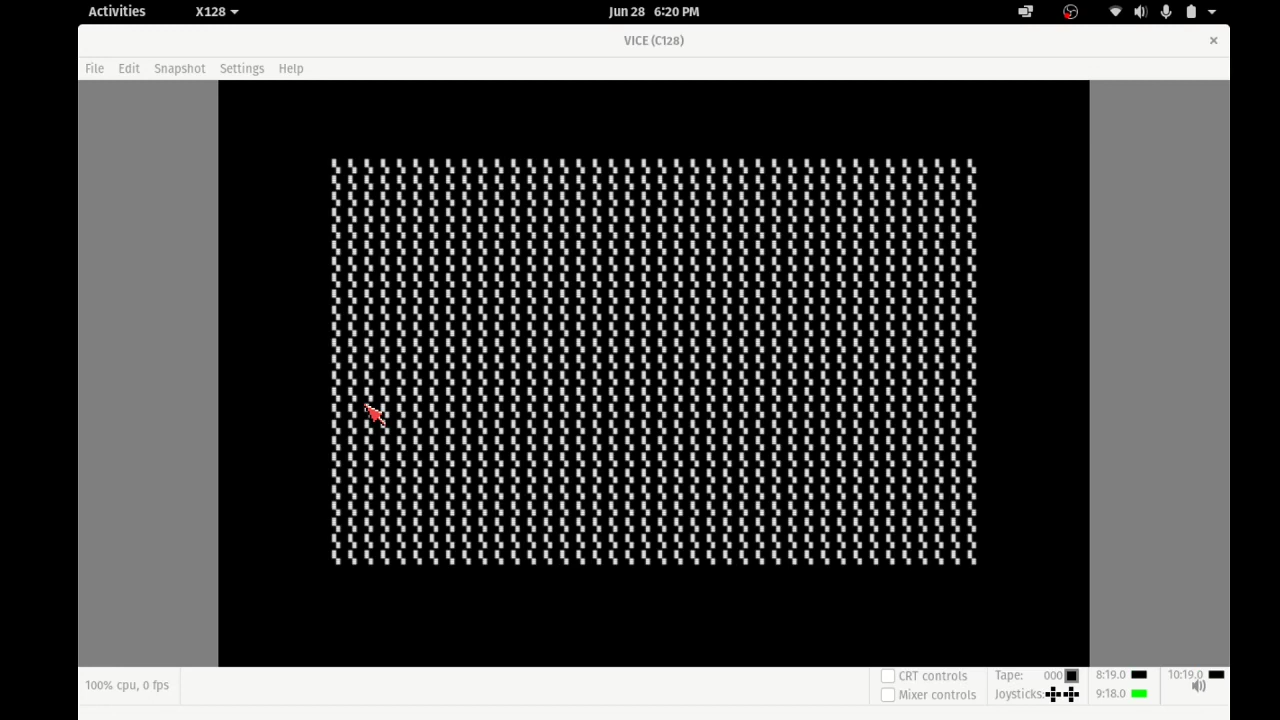 Activities X128 Jun 28 6:20 PM
VICE (C128)
File Edit Snapshot Settings Help
100% cpu, 0 fps
CRT controls Tape: 000 8:19.0 10:19.0
Mixer controls Joysticks: 9:18.0